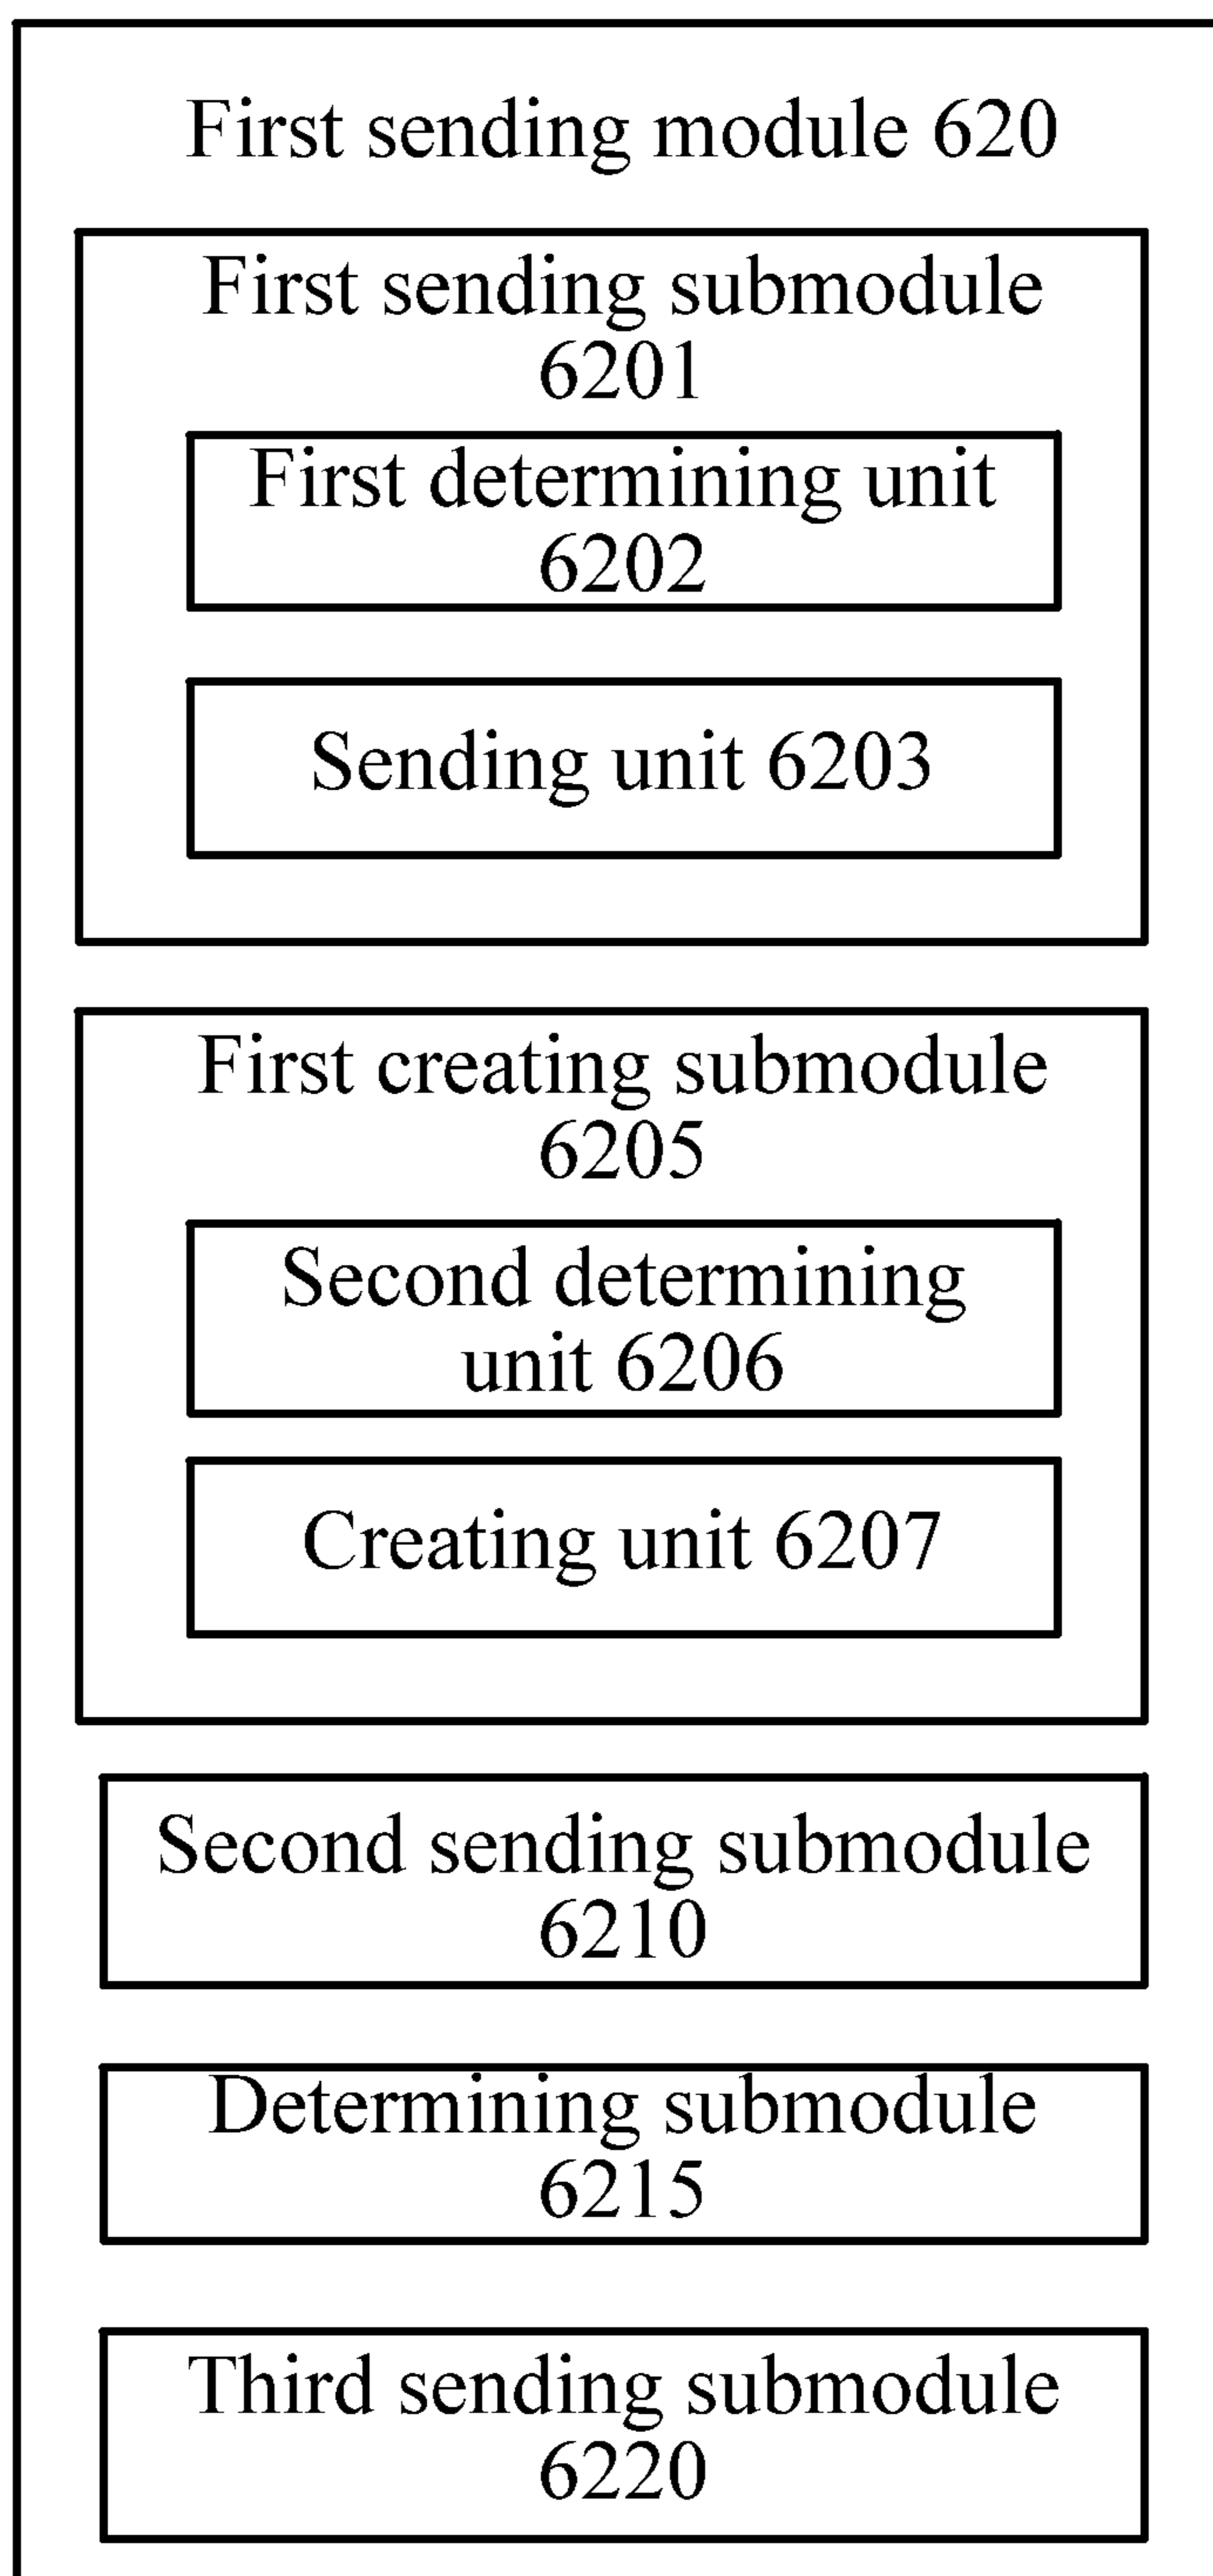 First sending module 620
First sending submodule
6201
First determining unit
6202
Sending unit 6203
First creating submodule
6205
Second determining
unit 6206
Creating unit 6207
Second sending submodule
6210
Determining submodule
6215
Third sending submodule
6220